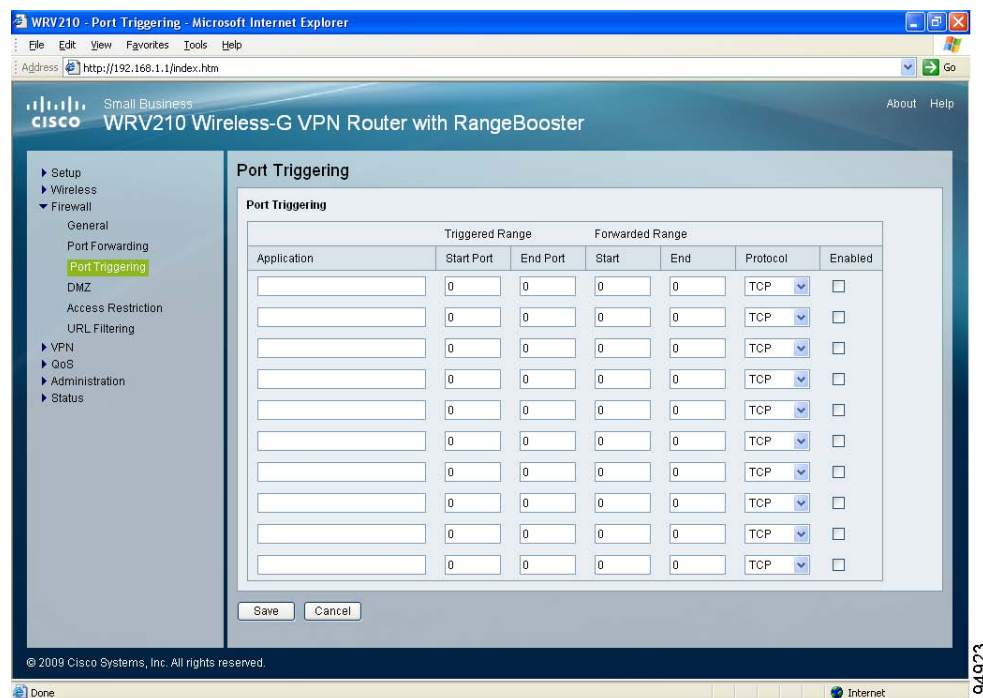 WRV210 - Port Triggering - Microsoft Internet Explorer
File Edit View Favorites Tools Help
Address http://192.168.1.1/index.htm Go
Small Business About Help
CISCO WRV210 Wireless-G VPN Router with RangeBooster
Setup
Wireless
Firewall
General
Port Forwarding
Port Triggering
DMZ
Access Restriction
URL Filtering
VPN
QoS
Administration
Status
Port Triggering
Port Triggering
Triggered Range Forwarded Range
Application Start Port End Port Start End Protocol Enabled
0 0 0 0 TCP
0 0 0 0 TCP
0 0 0 0 TCP
0 0 0 0 TCP
0 0 0 0 TCP
0 0 0 0 TCP
0 0 0 0 TCP
0 0 0 0 TCP
0 0 0 0 TCP
0 0 0 0 TCP
Save Cancel
© 2009 Cisco Systems, Inc. All rights reserved.
Done Internet
94923